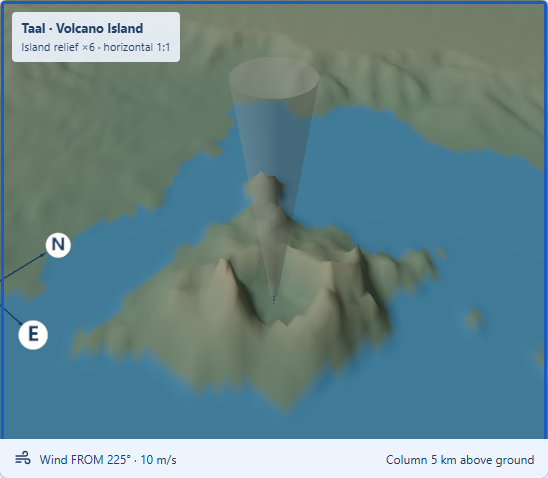 Taal · Volcano Island
Island relief ×6 · horizontal 1:1
N
E
Wind FROM 225° · 10 m/s
Column 5 km above ground